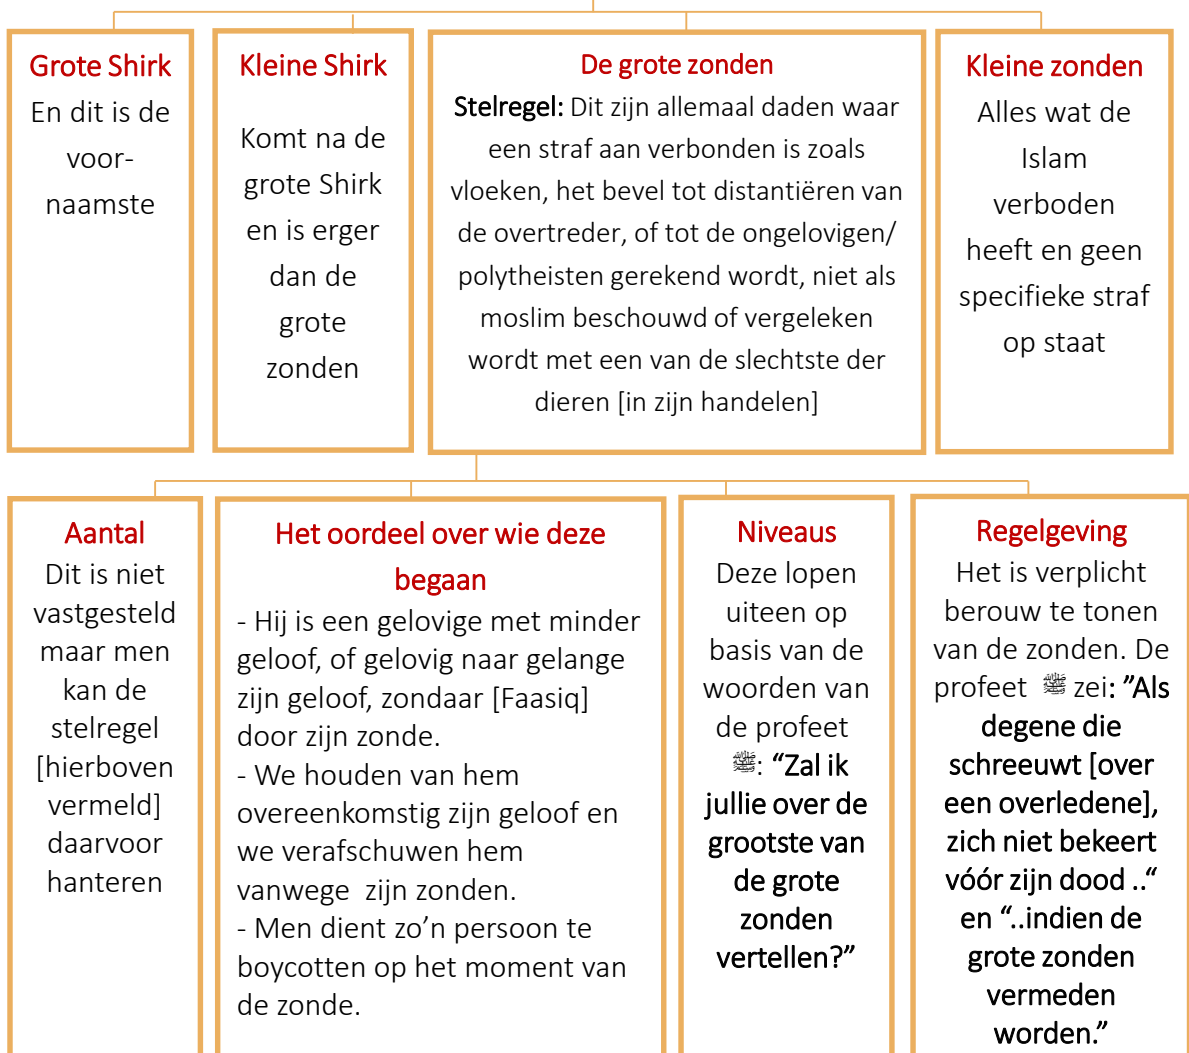 Grote Shirk
En dit is de
voor-
naamste
Kleine Shirk
Komt na de
grote Shirk
en is erger
dan de
grote
zonden
De grote zonden
Stelregel: Dit zijn allemaal daden waar
een straf aan verbonden is zoals
vloeken, het bevel tot distantiëren van
de overtreder, of tot de ongelovigen/
polytheisten gerekend wordt, niet als
moslim beschouwd of vergeleken
wordt met een van de slechtste der
dieren [in zijn handelen]
Kleine zonden
Alles wat de
Islam
verboden
heeft en geen
specifieke straf
op staat
Aantal
Dit is niet
vastgesteld
maar men
kan de
stelregel
[hierboven
vermeld]
daarvoor
hanteren
Het oordeel over wie deze
begaan
- Hij is een gelovige met minder
geloof, of gelovig naar gelange
zijn geloof, zondaar [Faasiq]
door zijn zonde.
- We houden van hem
overeenkomstig zijn geloof en
we verafschuwen hem
vanwege  zijn zonden.
- Men dient zo’n persoon te
boycotten op het moment van
de zonde.
Niveaus
Deze lopen
uiteen op
basis van de
woorden van
de profeet
ﷺ: “Zal ik
jullie over de
grootste van
de grote
zonden
vertellen?”
Regelgeving
Het is verplicht
berouw te tonen
van de zonden. De
profeet ﷺ zei: ”Als
degene die
schreeuwt [over
een overledene],
zich niet bekeert
vóór zijn dood ..“
en “..indien de
grote zonden
vermeden
worden.”